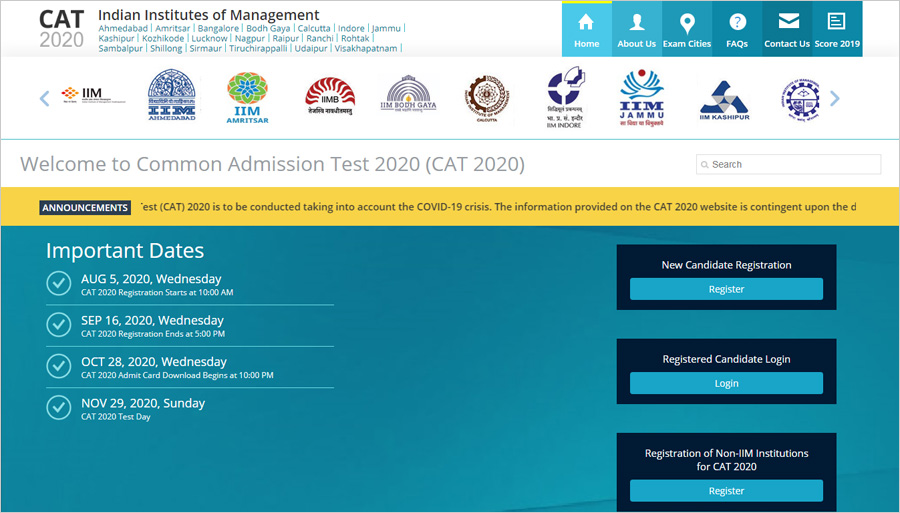 CAT
2020
Indian Institutes of Management
Ahmedabad | Amritsar | Bangalore | Bodh Gaya | Calcutta | Indore | Jammu |
Kashipur | Kozhikode | Lucknow | Nagpur | Raipur | Ranchi | Rohtak |
Sambalpur | Shillong | Sirmaur | Tiruchirappalli | Udaipur | Visakhapatnam |
Home
About Us
Exam Cities
?
FAQs
Contact Us
Score 2019
IIM
IIM
AHMEDABAD
IIM
AMRITSAR
IIMB
तेजस्वि नावधीतमस्तु
IIM BODH GAYA
CALCUTTA
सिद्धिमूलं प्रबन्धनम्
भा. प्र. सं. इन्दौर
IIM INDORE
IIM
JAMMU
IIM KASHIPUR
Welcome to Common Admission Test 2020 (CAT 2020)
Search
ANNOUNCEMENTS
Test (CAT) 2020 is to be conducted taking into account the COVID-19 crisis. The information provided on the CAT 2020 website is contingent upon the d
Important Dates
AUG 5, 2020, Wednesday
CAT 2020 Registration Starts at 10:00 AM
SEP 16, 2020, Wednesday
CAT 2020 Registration Ends at 5:00 PM
OCT 28, 2020, Wednesday
CAT 2020 Admit Card Download Begins at 10:00 PM
NOV 29, 2020, Sunday
CAT 2020 Test Day
New Candidate Registration
Register
Registered Candidate Login
Login
Registration of Non-IIM Institutions
for CAT 2020
Register